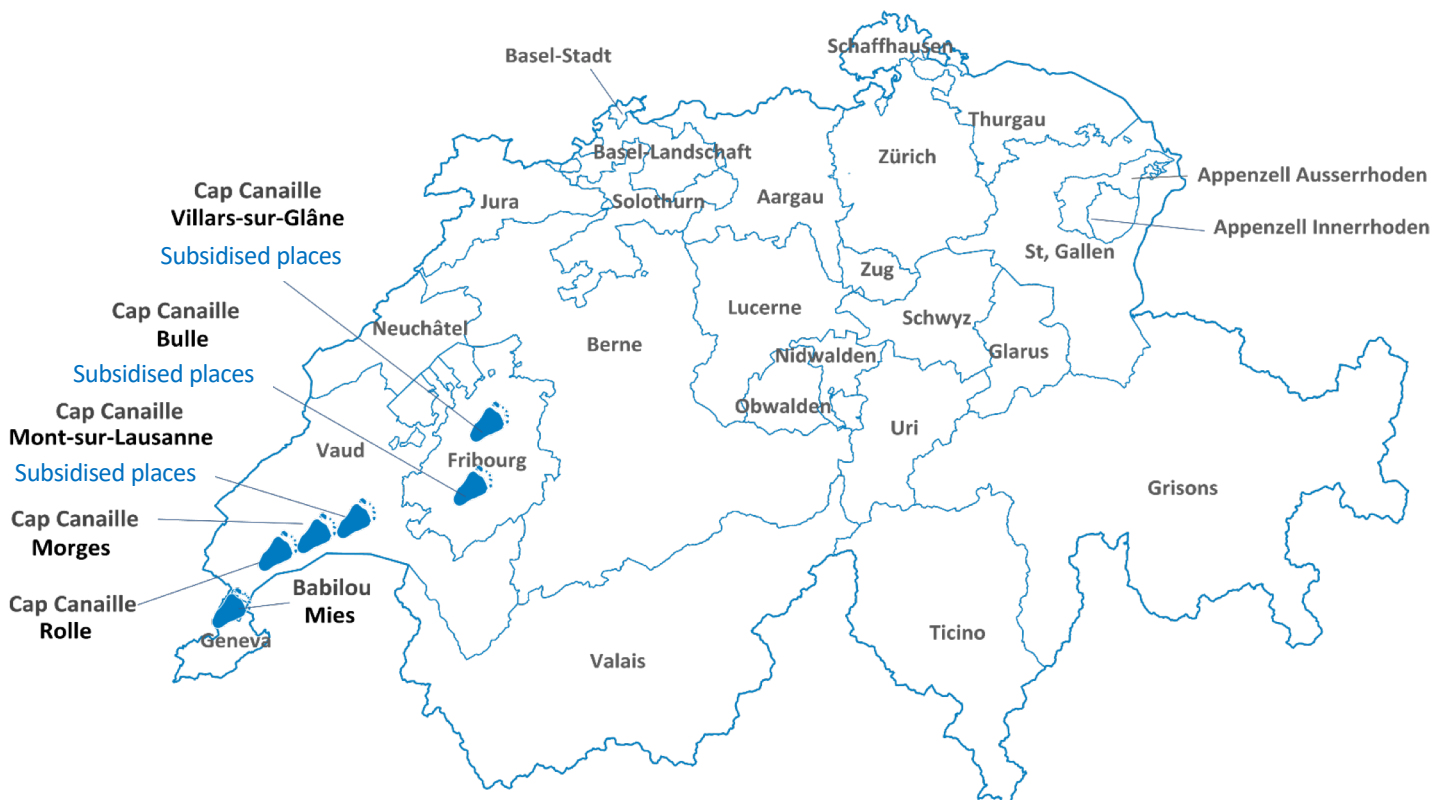 Schaffhausen
Basel-Stadt
Thurgau
Basel-Landschaft
Zürich
Appenzell Ausserrhoden
Cap Canaille
Villars-sur-Glâne
Subsidised places
Jura
Solothurn
Aargau
Appenzell Innerrhoden
St, Gallen
Zug
Cap Canaille
Bulle
Subsidised places
Neuchâtel
Berne
Lucerne
Schwyz
Nidwalden
Glarus
Cap Canaille
Mont-sur-Lausanne
Subsidised places
Obwalden
Uri
Vaud
Fribourg
Grisons
Cap Canaille
Morges
Cap Canaille
Rolle
Babilou
Mies
Geneva
Ticino
Valais